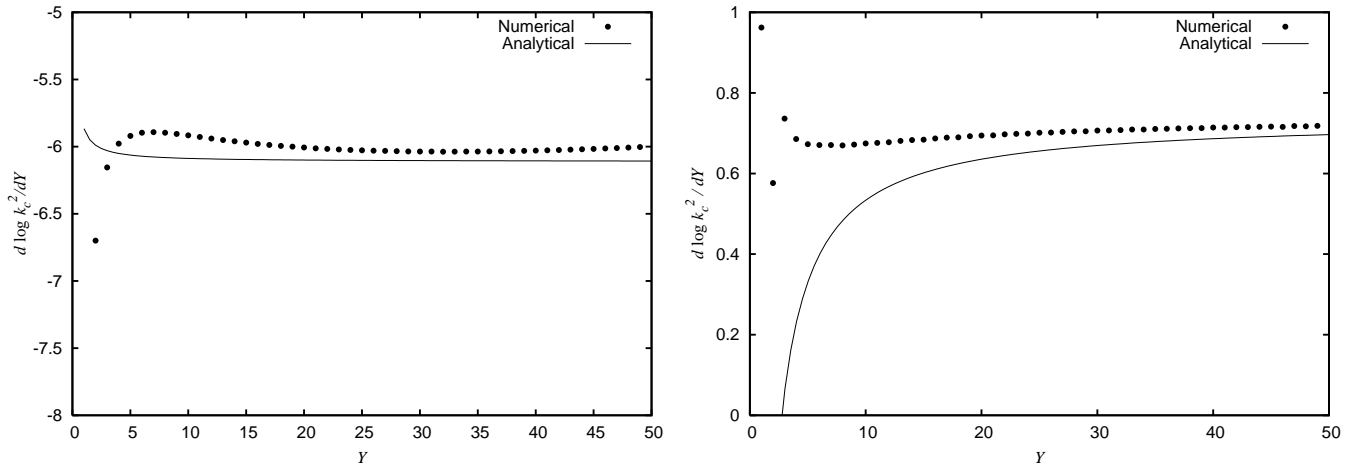 -5
-5.5
-6
-6.5
-7
-7.5
-8
0 5 10 15 20 25 30 35 40 45 50
d log k_c^2/dY
Y
Numerical
Analytical
1
0.8
0.6
0.4
0.2
0
0 10 20 30 40 50
d log k_c^2 / dY
Y
Numerical
Analytical